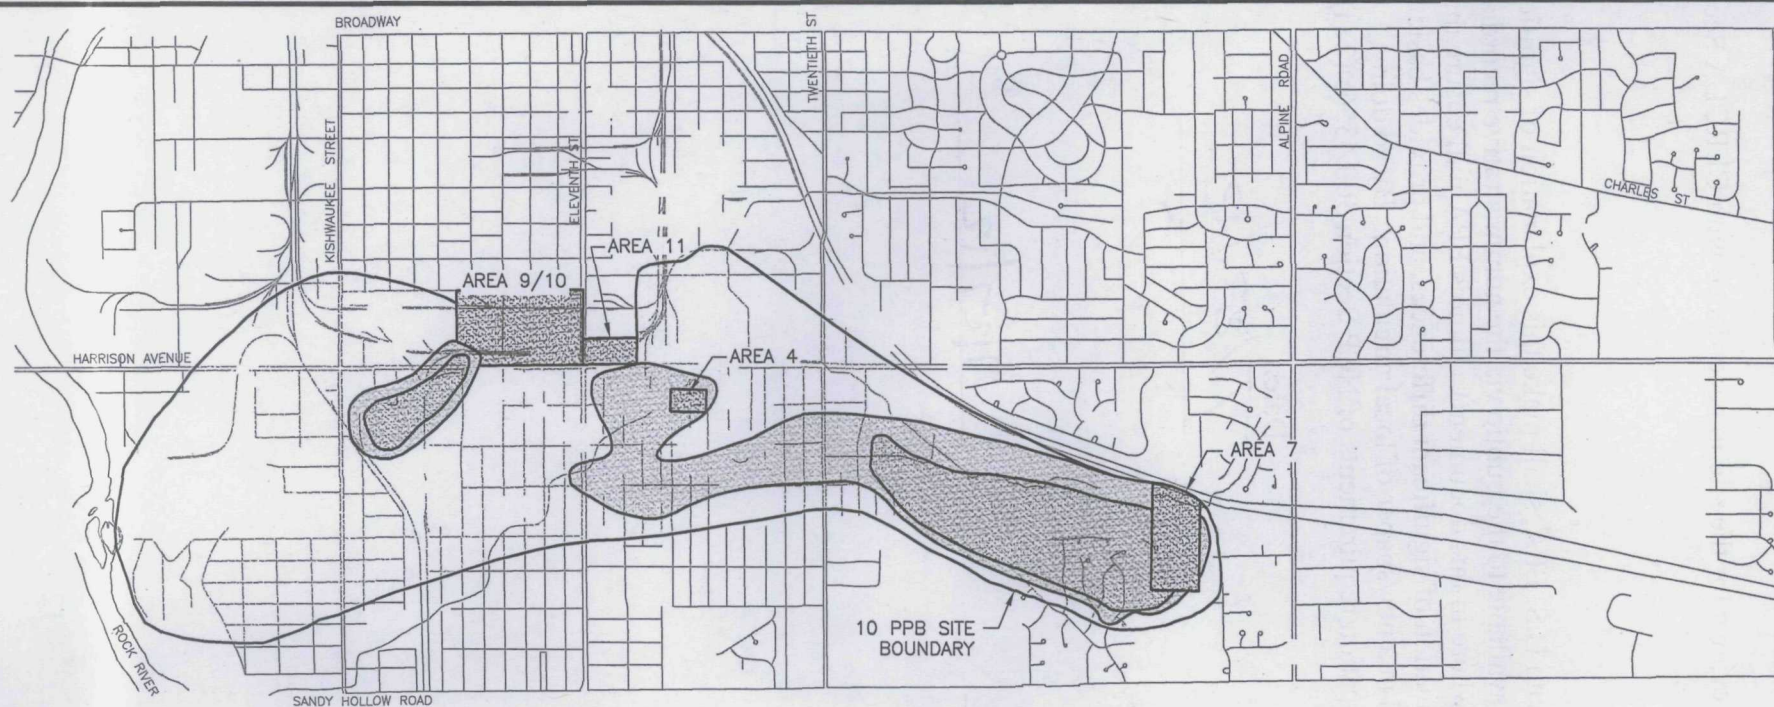 BROADWAY
TWENTIETH ST
ALPINE ROAD
KISHWAUKEE STREET
ELEVENTH ST
CHARLES ST
AREA 11
AREA 9/10
HARRISON AVENUE
AREA 4
AREA 7
10 PPB SITE
BOUNDARY
ROCK RIVER
SANDY HOLLOW ROAD